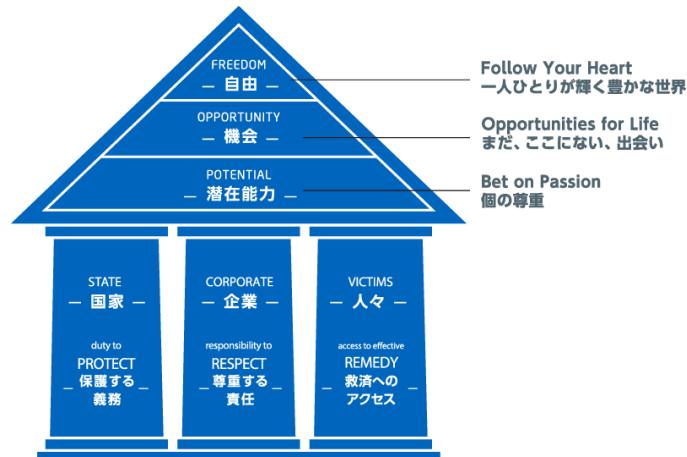 FREEDOM
— 自由 —
Follow Your Heart
一人ひとりが輝く豊かな世界
OPPORTUNITY
— 機会 —
Opportunities for Life
まだ、ここにない、出会い
POTENTIAL
— 潜在能力 —
Bet on Passion
個の尊重
STATE
— 国家 —
duty to
PROTECT
保護する
義務
CORPORATE
— 企業 —
responsibility to
RESPECT
尊重する
責任
VICTIMS
— 人々 —
access to effective
REMEDY
救済への
アクセス